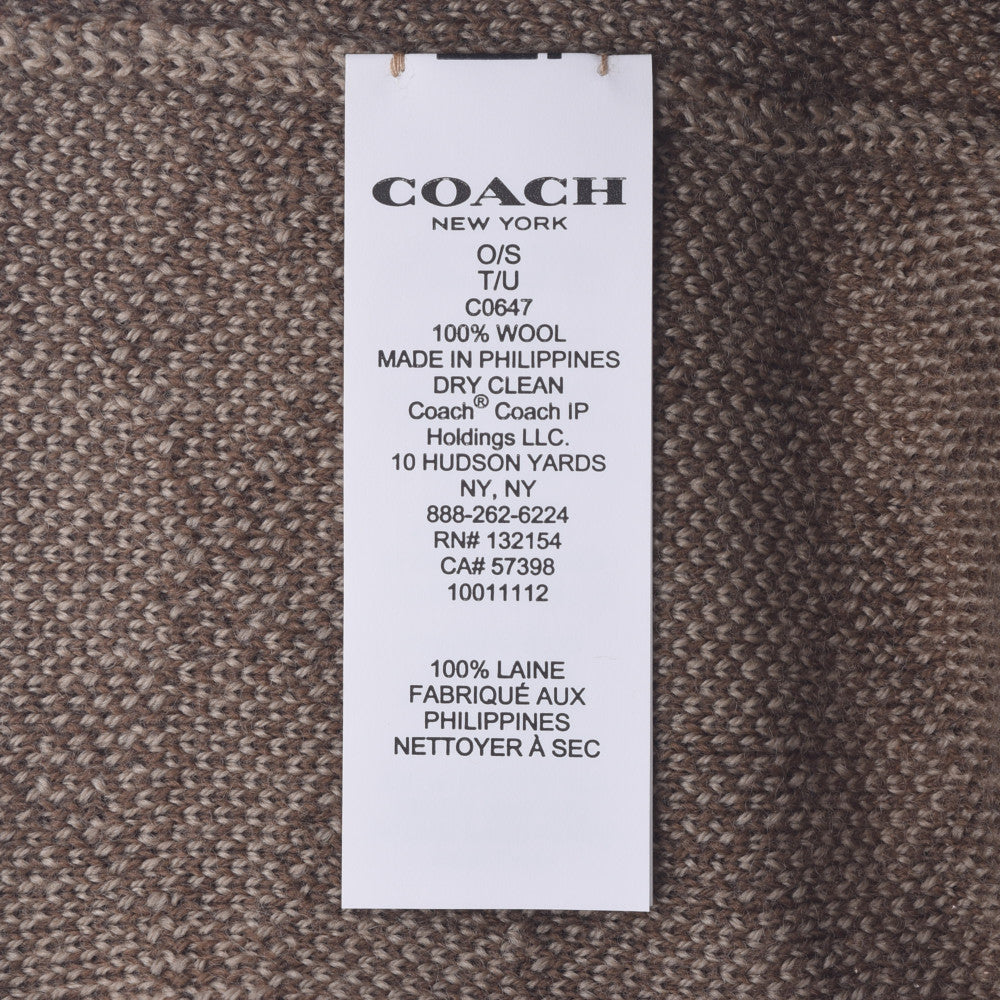 COACH
NEW YORK
O/S
T/U
C0647
100% WOOL
MADE IN PHILIPPINES
DRY CLEAN
Coach® Coach IP
Holdings LLC.
10 HUDSON YARDS
NY, NY
888-262-6224
RN# 132154
CA# 57398
10011112
100% LAINE
FABRIQUÉ AUX
PHILIPPINES
NETTOYER À SEC